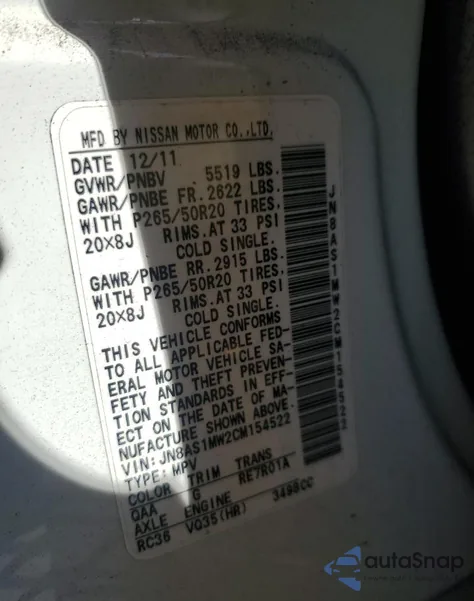 MFD BY NISSAN MOTOR CO.,LTD.
DATE 12/11
GVWR/PNBV 5519 LBS.
GAWR/PNBE FR. 2622 LBS.
WITH P265/50R20 TIRES,
20X8J RIMS.AT 33 PSI
COLD SINGLE.
GAWR/PNBE RR. 2915 LBS.
WITH P265/50R20 TIRES,
20X8J RIMS.AT 33 PSI
COLD SINGLE.
THIS VEHICLE CONFORMS
TO ALL APPLICABLE FED-
ERAL MOTOR VEHICLE SA-
FETY AND THEFT PREVEN-
TION STANDARDS IN EFF-
ECT ON THE DATE OF MA-
NUFACTURE SHOWN ABOVE.
VIN: JN8AS1MW2CM154522
TYPE: MPV
COLOR TRIM TRANS
QAA G RE7R01A
AXLE ENGINE
RC36 VQ35(HR) 3498CC
JN8AS1MW2CM154522
autoSnap